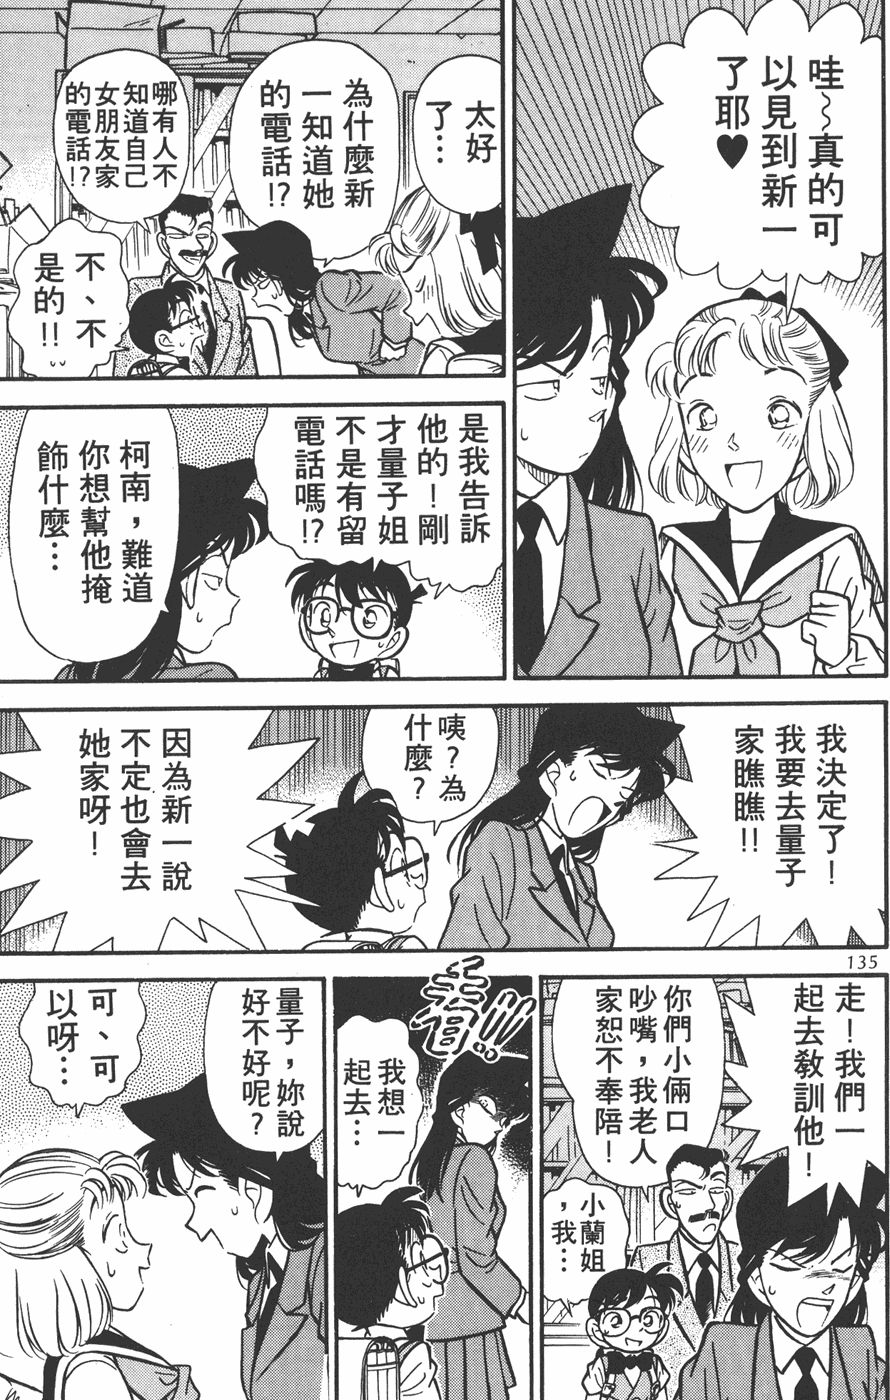 哇～真的可
以見到新一
了耶♥
太好
了…
為什麼新
一知道她
的電話!?
哪有人不
知道自己
女朋友家
的電話!?
不、不
是的!!
是我告訴
他的！剛
才量子姐
不是有留
電話嗎!?
柯南，難道
你想幫他掩
飾什麼…
我決定了！
我要去量子
家瞧瞧!!
咦？為
什麼？
因為新一說
不定也會去
她家呀！
135
走！我們一
起去教訓他！
你們小倆口
吵嘴，我老人
家恕不奉陪！
小蘭姐
，我…
看!!!
我想一
起去…
量子，妳說
好不好呢？
可、可
以呀…